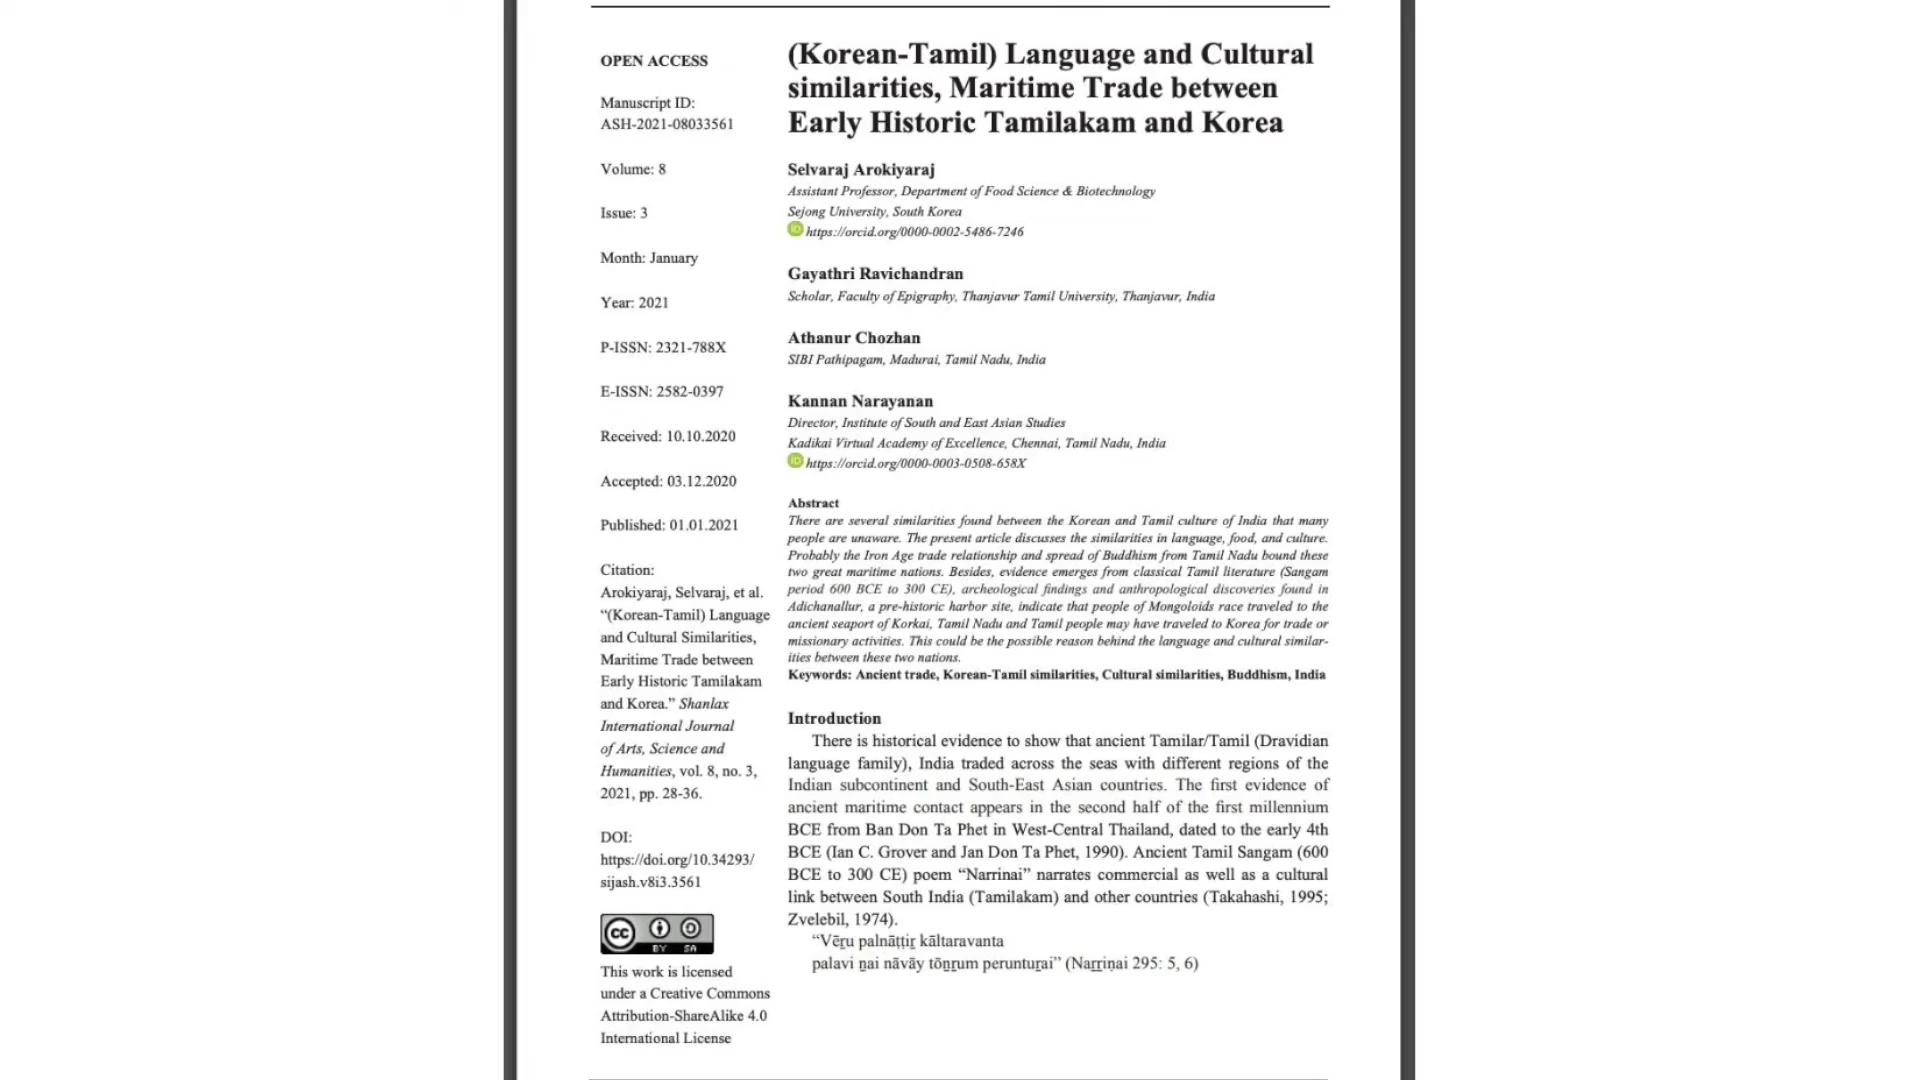 OPEN ACCESS
Manuscript ID:
ASH-2021-08033561
Volume: 8
Issue: 3
Month: January
Year: 2021
P-ISSN: 2321-788X
E-ISSN: 2582-0397
Received: 10.10.2020
Accepted: 03.12.2020
Published: 01.01.2021
Citation:
Arokiyaraj, Selvaraj, et al.
“(Korean-Tamil) Language
and Cultural Similarities,
Maritime Trade between
Early Historic Tamilakam
and Korea.” Shanlax
International Journal
of Arts, Science and
Humanities, vol. 8, no. 3,
2021, pp. 28-36.
DOI:
https://doi.org/10.34293/
sijash.v8i3.3561
cc BY SA
This work is licensed
under a Creative Commons
Attribution-ShareAlike 4.0
International License
(Korean-Tamil) Language and Cultural
similarities, Maritime Trade between
Early Historic Tamilakam and Korea
Selvaraj Arokiyaraj
Assistant Professor, Department of Food Science & Biotechnology
Sejong University, South Korea
iD https://orcid.org/0000-0002-5486-7246
Gayathri Ravichandran
Scholar, Faculty of Epigraphy, Thanjavur Tamil University, Thanjavur, India
Athanur Chozhan
SIBI Pathipagam, Madurai, Tamil Nadu, India
Kannan Narayanan
Director, Institute of South and East Asian Studies
Kadikai Virtual Academy of Excellence, Chennai, Tamil Nadu, India
iD https://orcid.org/0000-0003-0508-658X
Abstract
There are several similarities found between the Korean and Tamil culture of India that many
people are unaware. The present article discusses the similarities in language, food, and culture.
Probably the Iron Age trade relationship and spread of Buddhism from Tamil Nadu bound these
two great maritime nations. Besides, evidence emerges from classical Tamil literature (Sangam
period 600 BCE to 300 CE), archeological findings and anthropological discoveries found in
Adichanallur, a pre-historic harbor site, indicate that people of Mongoloids race traveled to the
ancient seaport of Korkai, Tamil Nadu and Tamil people may have traveled to Korea for trade or
missionary activities. This could be the possible reason behind the language and cultural similar-
ities between these two nations.
Keywords: Ancient trade, Korean-Tamil similarities, Cultural similarities, Buddhism, India
Introduction
There is historical evidence to show that ancient Tamilar/Tamil (Dravidian
language family), India traded across the seas with different regions of the
Indian subcontinent and South-East Asian countries. The first evidence of
ancient maritime contact appears in the second half of the first millennium
BCE from Ban Don Ta Phet in West-Central Thailand, dated to the early 4th
BCE (Ian C. Grover and Jan Don Ta Phet, 1990). Ancient Tamil Sangam (600
BCE to 300 CE) poem “Narrinai” narrates commercial as well as a cultural
link between South India (Tamilakam) and other countries (Takahashi, 1995;
Zvelebil, 1974).
“Vēṟu palnāṭṭiṟ kāltaravanta
palavi ṉai nāvāy tōṉṟum perunturai” (Naṟṟiṇai 295: 5, 6)